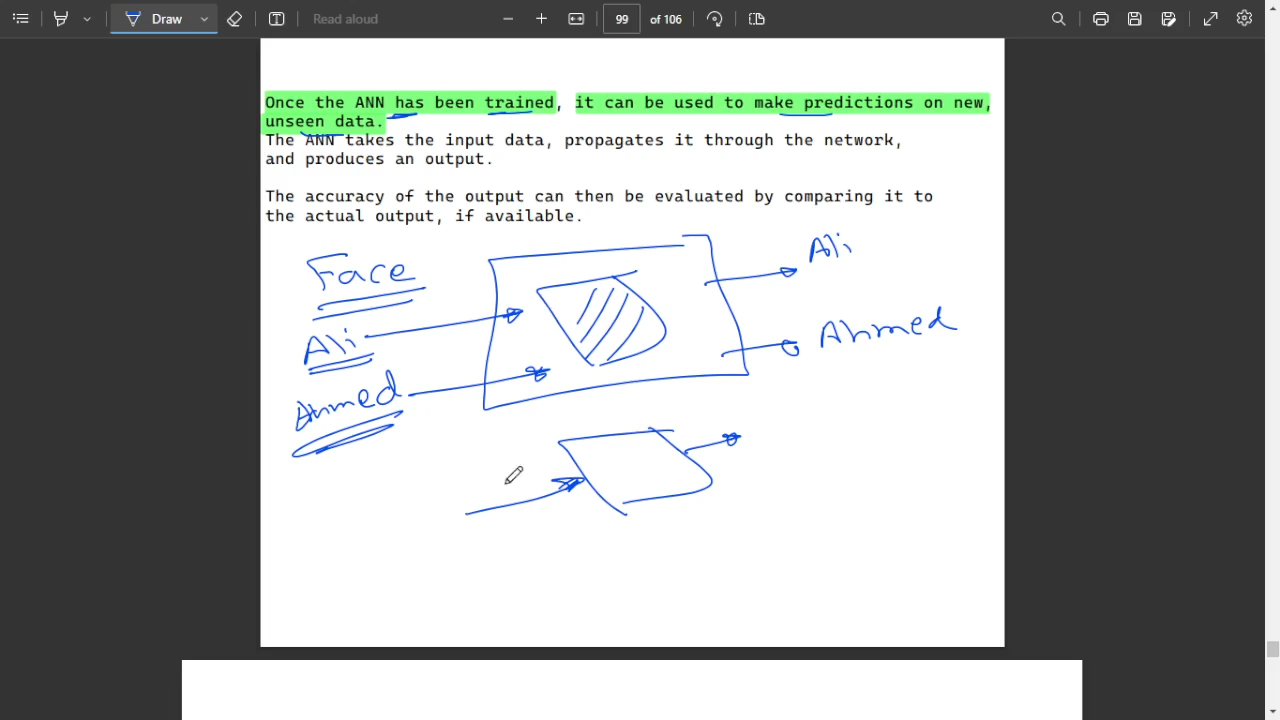 Draw
Read aloud
99 of 106
Once the ANN has been trained, it can be used to make predictions on new,
unseen data.
The ANN takes the input data, propagates it through the network,
and produces an output.
The accuracy of the output can then be evaluated by comparing it to
the actual output, if available.
Face
Ali
Ahmed
Ali
Ahmed